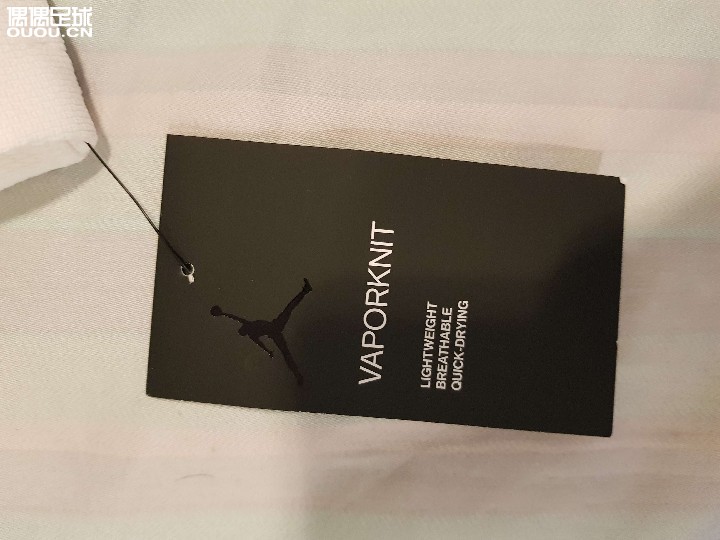 偶偶足球
OUOU.CN
VAPORKNIT
LIGHTWEIGHT
BREATHABLE
QUICK-DRYING